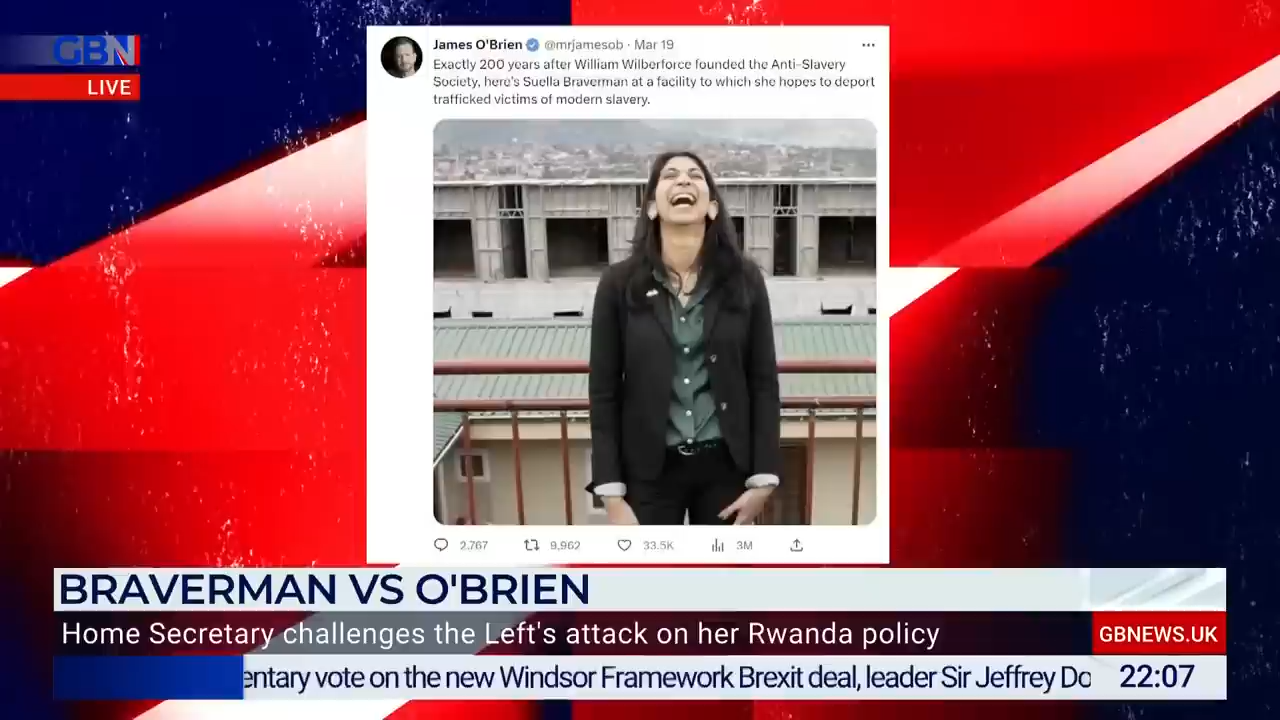 GBN
LIVE
James O'Brien @mrjamesob · Mar 19
Exactly 200 years after William Wilberforce founded the Anti-Slavery
Society, here's Suella Braverman at a facility to which she hopes to deport
trafficked victims of modern slavery.
2,767 9,962 33.5K 3M
BRAVERMAN VS O'BRIEN
Home Secretary challenges the Left's attack on her Rwanda policy
GBNEWS.UK
entary vote on the new Windsor Framework Brexit deal, leader Sir Jeffrey Do
22:07